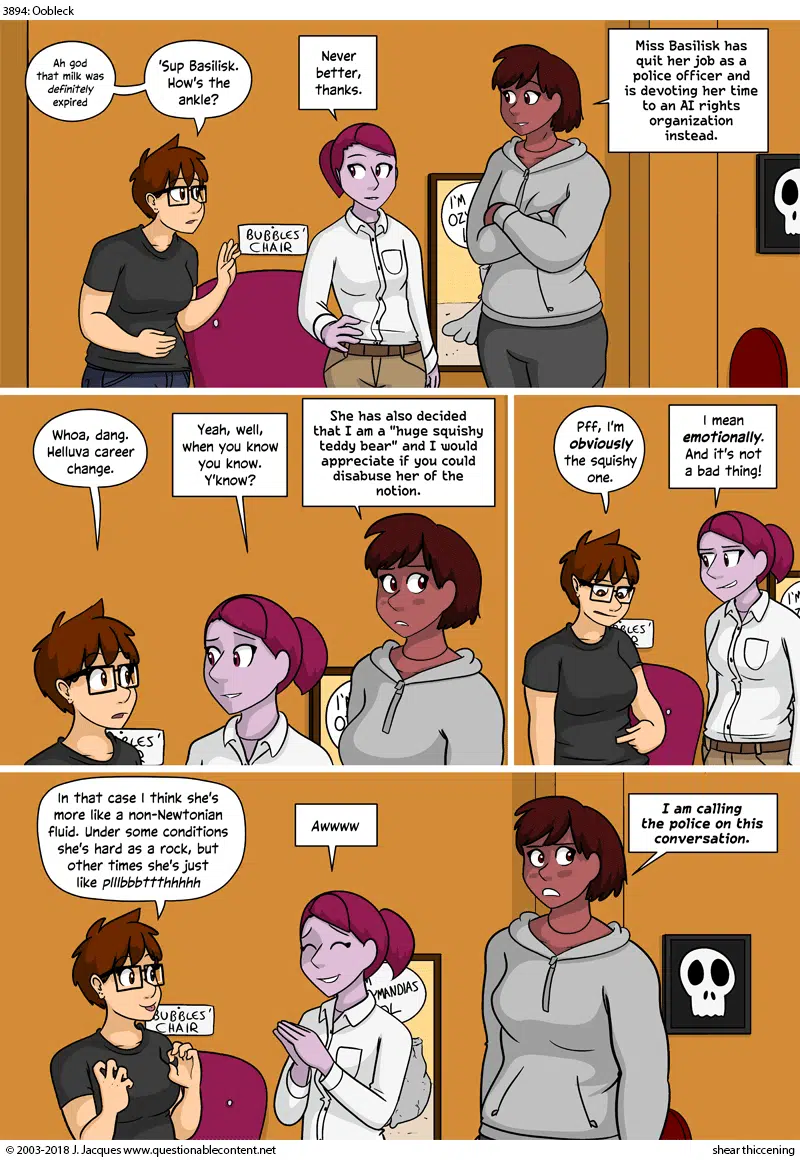 3894: Oobleck
Ah god
that milk was
definitely
expired
'Sup Basilisk.
How's the
ankle?
Never
better,
thanks.
Miss Basilisk has
quit her job as a
police officer and
is devoting her time
to an AI rights
organization
instead.
BUBBLES'
CHAIR
I'M
OZY
Whoa, dang.
Helluva career
change.
Yeah, well,
when you know
you know.
Y'know?
She has also decided
that I am a "huge squishy
teddy bear" and I would
appreciate if you could
disabuse her of the
notion.
BLES'
IR
I'M
O
Pff, I'm
obviously
the squishy
one.
I mean
emotionally.
And it's not
a bad thing!
BLES'
R
I'M
In that case I think she's
more like a non-Newtonian
fluid. Under some conditions
she's hard as a rock, but
other times she's just
like plllbbbttthhhhh
Awwww
I am calling
the police on this
conversation.
BUBBLES'
CHAIR
YMANDIAS
OL
© 2003-2018 J. Jacques www.questionablecontent.net
shear thiccening